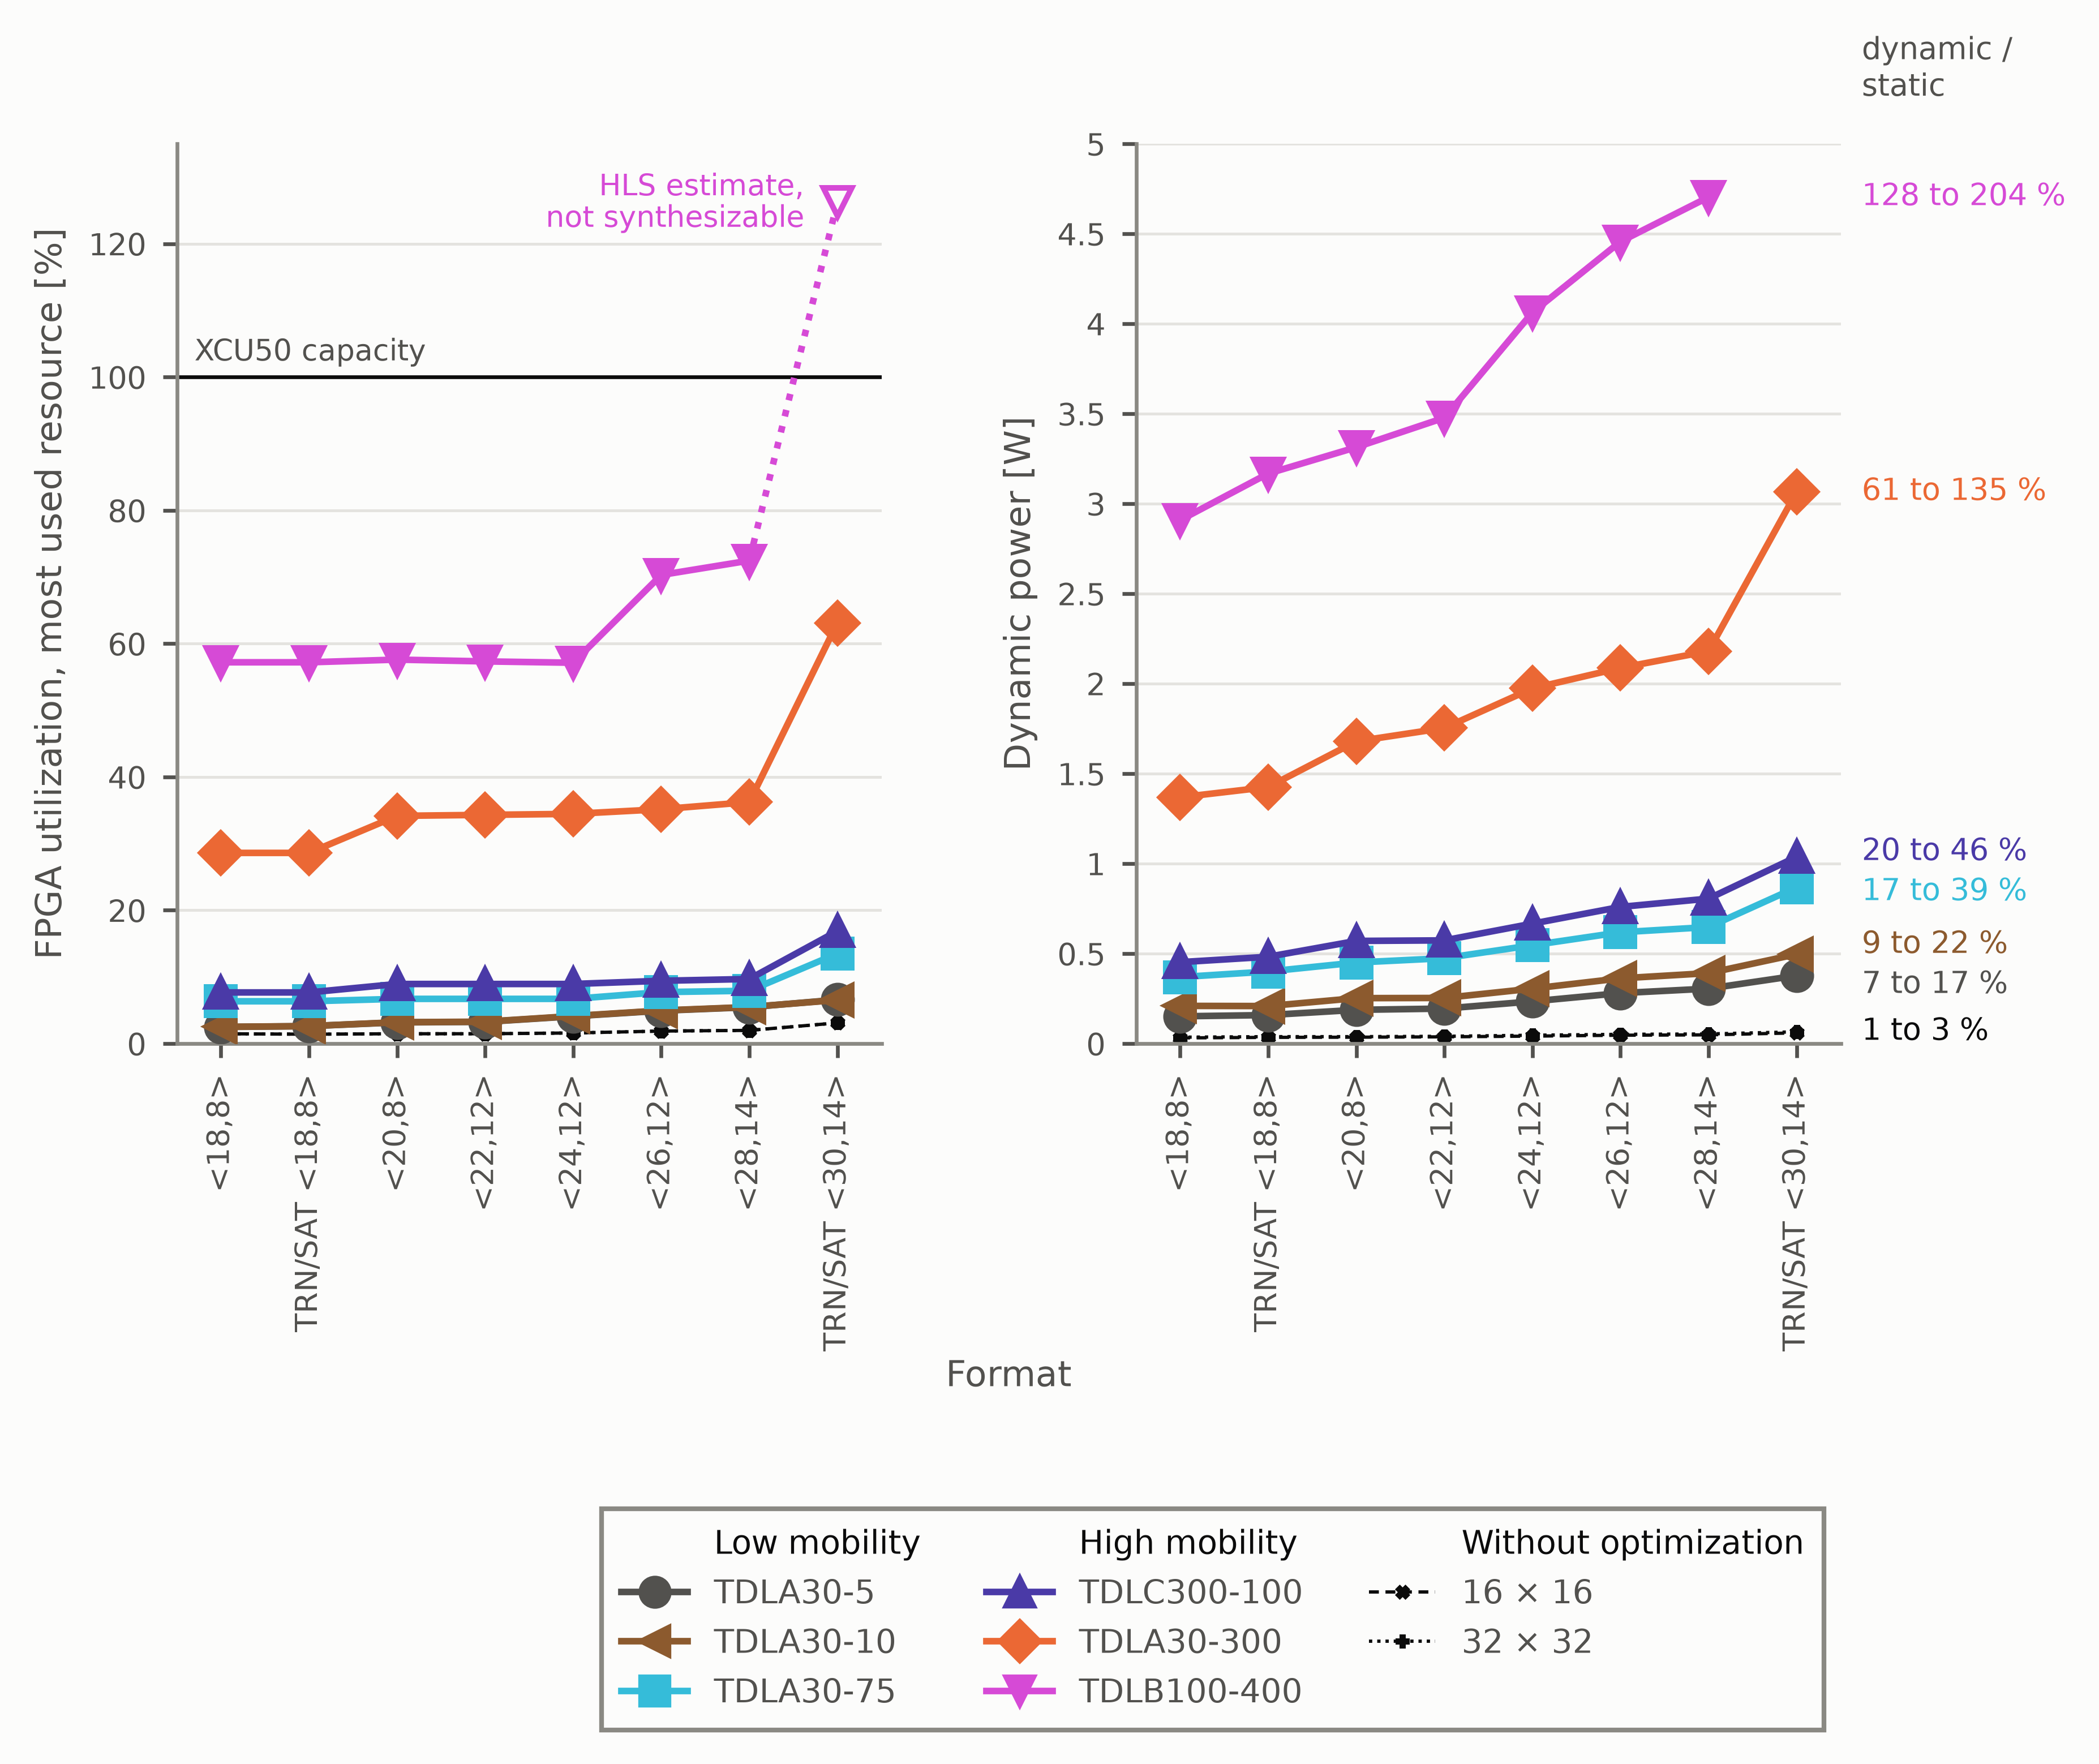 dynamic /
static
FPGA utilization, most used resource [%]
120
100
80
60
40
20
0
HLS estimate,
not synthesizable
XCU50 capacity
<18,8>
TRN/SAT <18,8>
<20,8>
<22,12>
<24,12>
<26,12>
<28,14>
TRN/SAT <30,14>
Dynamic power [W]
5
4.5
4
3.5
3
2.5
2
1.5
1
0.5
0
128 to 204 %
61 to 135 %
20 to 46 %
17 to 39 %
9 to 22 %
7 to 17 %
1 to 3 %
<18,8>
TRN/SAT <18,8>
<20,8>
<22,12>
<24,12>
<26,12>
<28,14>
TRN/SAT <30,14>
Format
Low mobility
TDLA30-5
TDLA30-10
TDLA30-75
High mobility
TDLC300-100
TDLA30-300
TDLB100-400
Without optimization
16 × 16
32 × 32